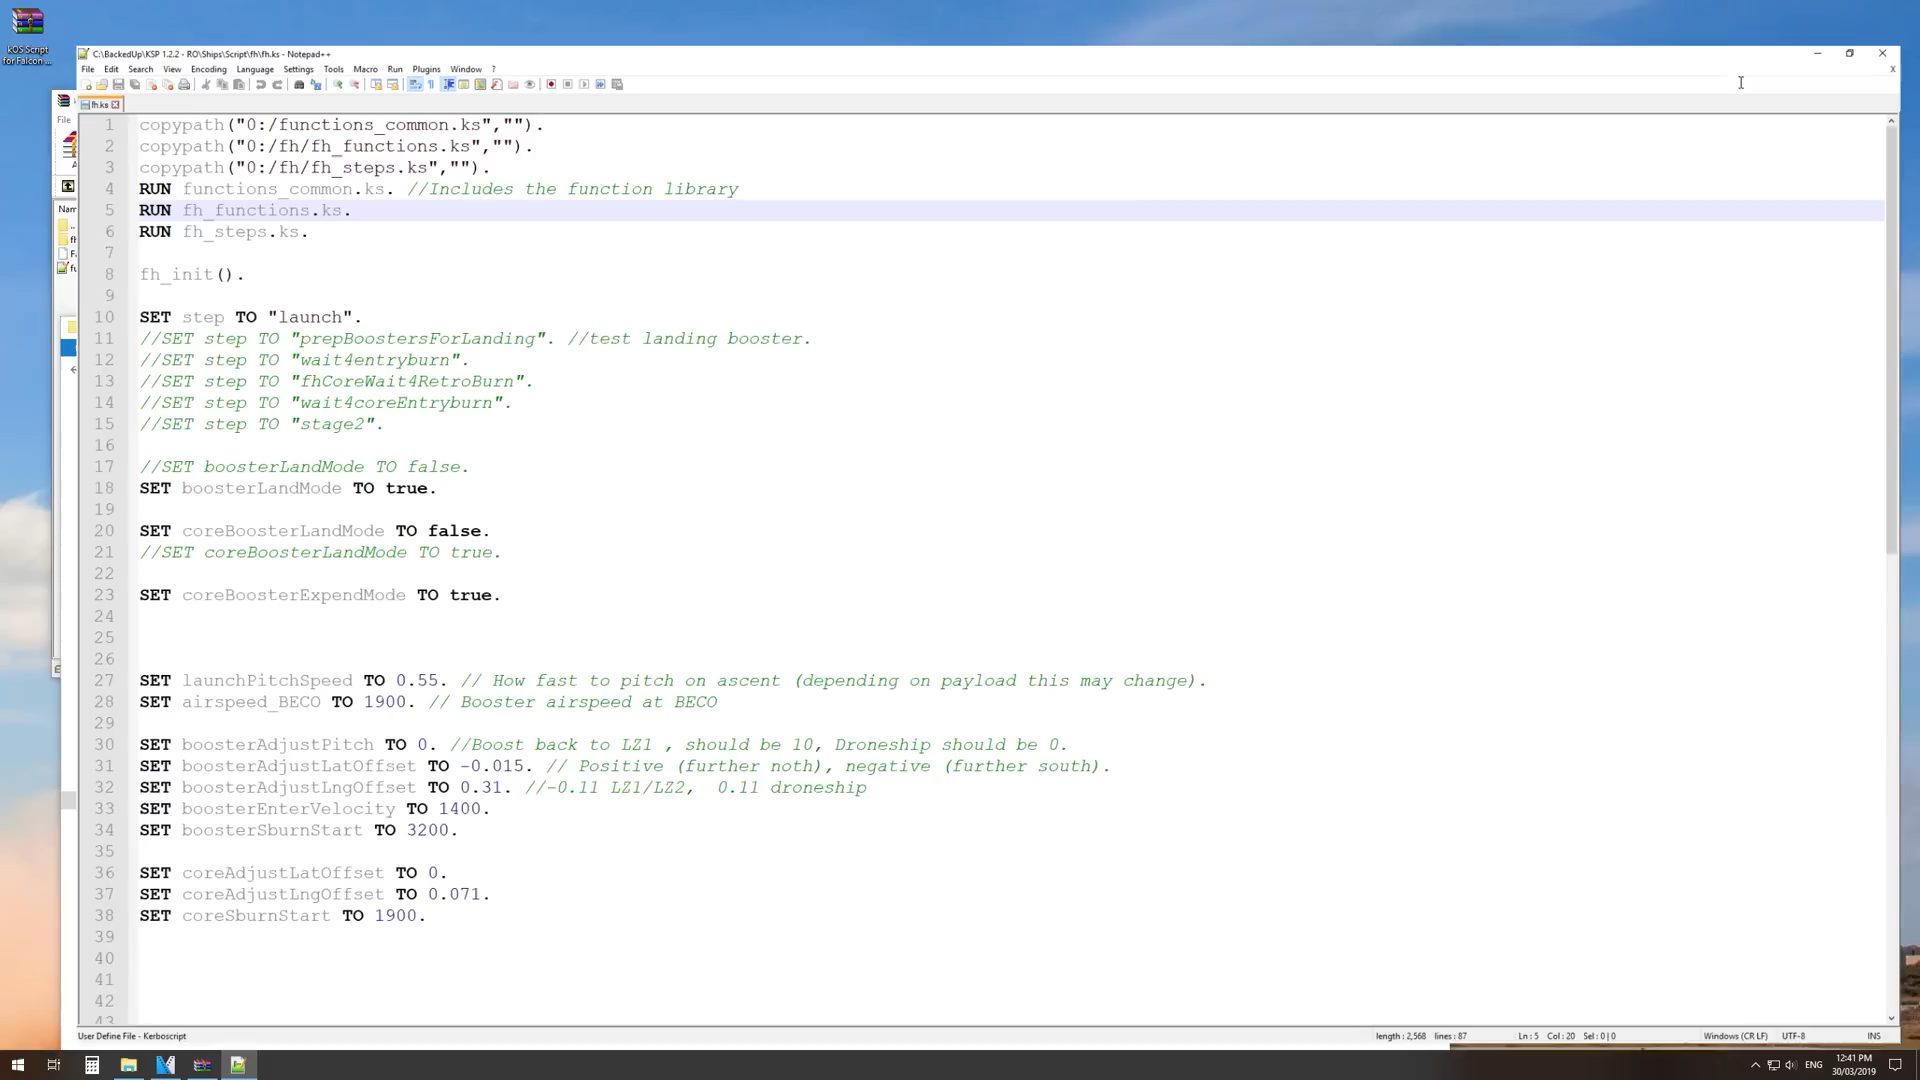 kOS Script
for Falcon ...
C:\BackedUp\KSP 1.2.2 - RO\Ships\Script\fh\fh.ks - Notepad++
File Edit Search View Encoding Language Settings Tools Macro Run Plugins Window ?
X
fh.ks
File
Nam
1 copypath("0:/functions_common.ks","").
2 copypath("0:/fh/fh_functions.ks","").
3 copypath("0:/fh/fh_steps.ks","").
4 RUN functions_common.ks. //Includes the function library
5 RUN fh_functions.ks.
6 RUN fh_steps.ks.
7
8 fh_init().
9
10 SET step TO "launch".
11 //SET step TO "prepBoostersForLanding". //test landing booster.
12 //SET step TO "wait4entryburn".
13 //SET step TO "fhCoreWait4RetroBurn".
14 //SET step TO "wait4coreEntryburn".
15 //SET step TO "stage2".
16
17 //SET boosterLandMode TO false.
18 SET boosterLandMode TO true.
19
20 SET coreBoosterLandMode TO false.
21 //SET coreBoosterLandMode TO true.
22
23 SET coreBoosterExpendMode TO true.
24
25
26
27 SET launchPitchSpeed TO 0.55. // How fast to pitch on ascent (depending on payload this may change).
28 SET airspeed_BECO TO 1900. // Booster airspeed at BECO
29
30 SET boosterAdjustPitch TO 0. //Boost back to LZ1 , should be 10, Droneship should be 0.
31 SET boosterAdjustLatOffset TO -0.015. // Positive (further noth), negative (further south).
32 SET boosterAdjustLngOffset TO 0.31. //-0.11 LZ1/LZ2, 0.11 droneship
33 SET boosterEnterVelocity TO 1400.
34 SET boosterSburnStart TO 3200.
35
36 SET coreAdjustLatOffset TO 0.
37 SET coreAdjustLngOffset TO 0.071.
38 SET coreSburnStart TO 1900.
39
40
41
42
43
User Define File - Kerboscript
length : 2,568 lines : 87
Ln : 5 Col : 20 Sel : 0 | 0
Windows (CR LF)
UTF-8
INS
ENG
12:41 PM
30/03/2019